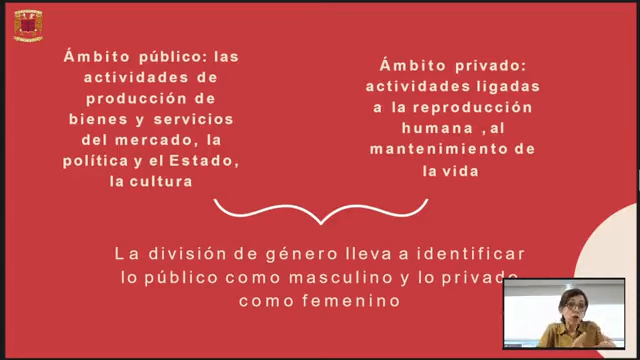 Ámbito público: las
actividades de
producción de
bienes y servicios
del mercado, la
política y el Estado,
la cultura
Ámbito privado:
actividades ligadas
a la reproducción
humana ,al
mantenimiento de
la vida
La división de género lleva a identificar
lo público como masculino y lo privado
como femenino